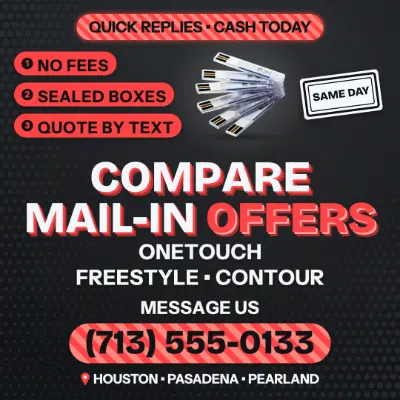 QUICK REPLIES • CASH TODAY
1 NO FEES
2 SEALED BOXES
3 QUOTE BY TEXT
SAME DAY
COMPARE
MAIL-IN OFFERS
ONETOUCH
FREESTYLE • CONTOUR
MESSAGE US
(713) 555-0133
HOUSTON • PASADENA • PEARLAND